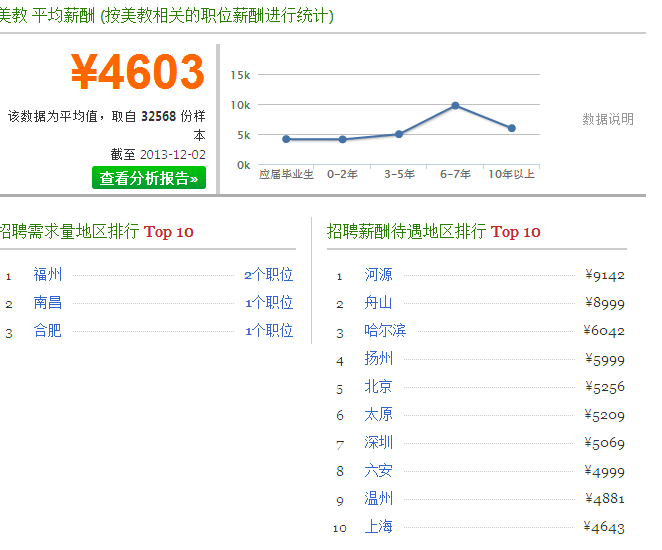 美教 平均薪酬 (按美教相关的职位薪酬进行统计)
¥4603
该数据为平均值，取自 32568 份样
本
截至 2013-12-02
查看分析报告»
15k
10k
5k
0k
应届毕业生 0-2年 3-5年 6-7年 10年以上
数据说明
招聘需求量地区排行 Top 10
1 福州 2个职位
2 南昌 1个职位
3 合肥 1个职位
招聘薪酬待遇地区排行 Top 10
1 河源 ¥9142
2 舟山 ¥8999
3 哈尔滨 ¥6042
4 扬州 ¥5999
5 北京 ¥5256
6 太原 ¥5209
7 深圳 ¥5069
8 六安 ¥4999
9 温州 ¥4881
10 上海 ¥4643